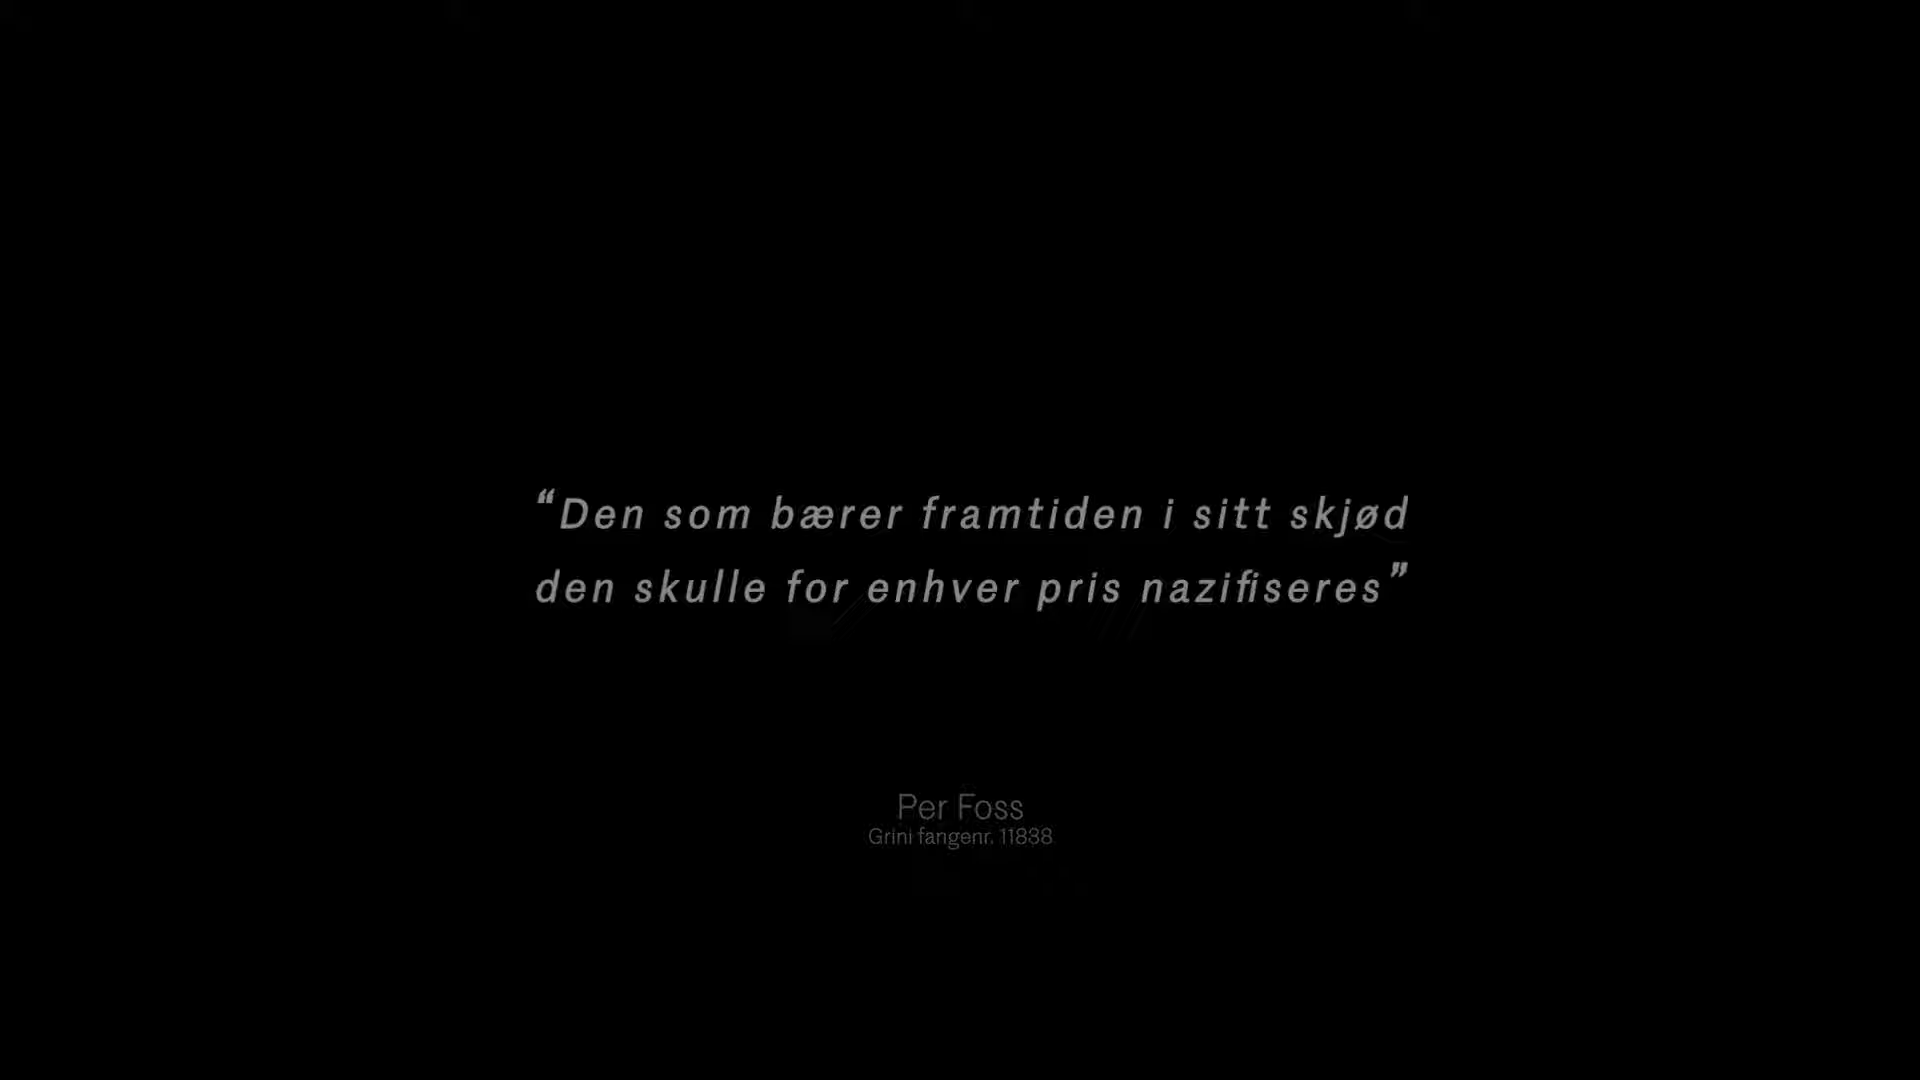 “Den som bærer framtiden i sitt skjød
den skulle for enhver pris nazifiseres”
Per Foss
Grini fangenr. 11838